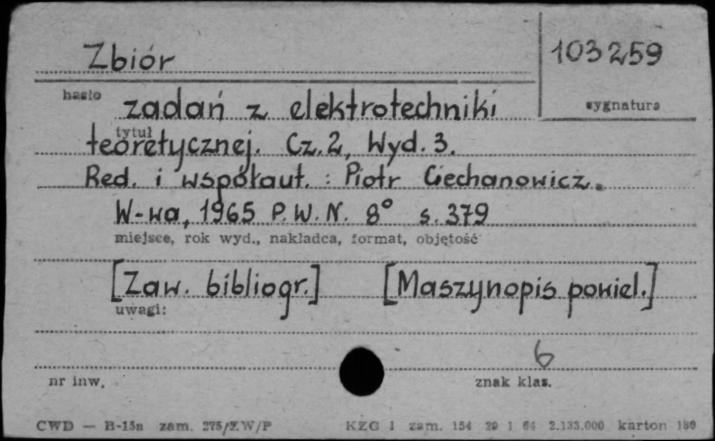 Zbiór
103259
hasło
sygnatura
zadań z elektrotechniki
tytuł
teoretycznej. Cz. 2, Wyd. 3.
Red. i współaut. : Piotr Ciechanowicz.
W-wa, 1965 P. W. N. 8° s. 379
miejsce, rok wyd., nakładca, format, objętość
[Zaw. bibliogr.] [Maszynopis powiel.]
uwagi:
6
nr inw.
znak klas.
CWD — B-15a zam. 275/ZW/P KZG 1 zam. 154 29 1 64 2.133.000 karton 180